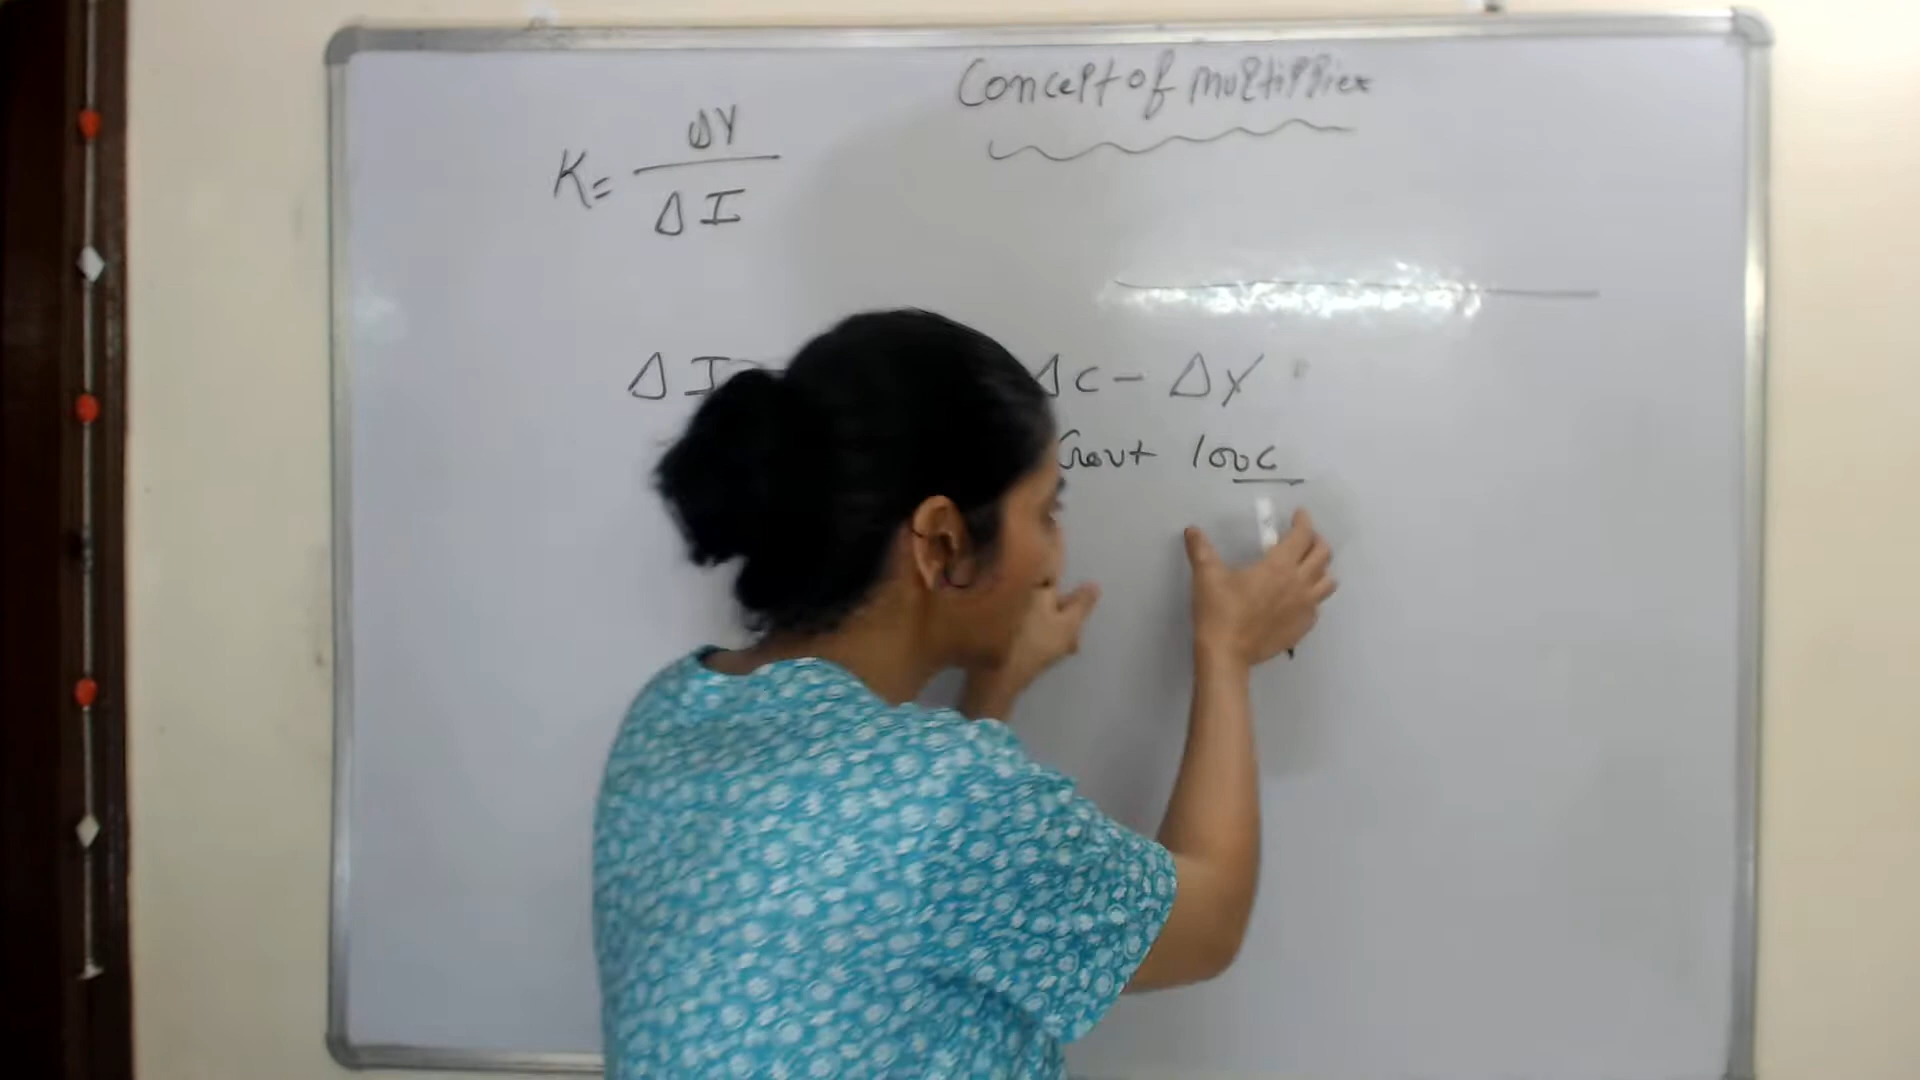 Concept of multiplier
K = ΔY / ΔI
ΔI ΔC - ΔY
Govt 100C